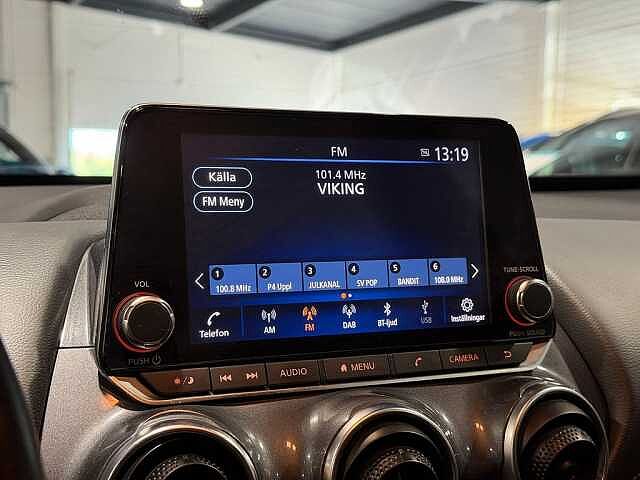 FM
13:19
Källa
101.4 MHz
VIKING
FM Meny
1 2 3 4 5 6
100.8 MHz P4 Uppl JULKANAL SV POP BANDIT 108.0 MHz
Telefon AM FM DAB BT-ljud USB Inställningar
VOL
PUSH
TUNE·SCROLL
PUSH SOUND
AUDIO MENU CAMERA